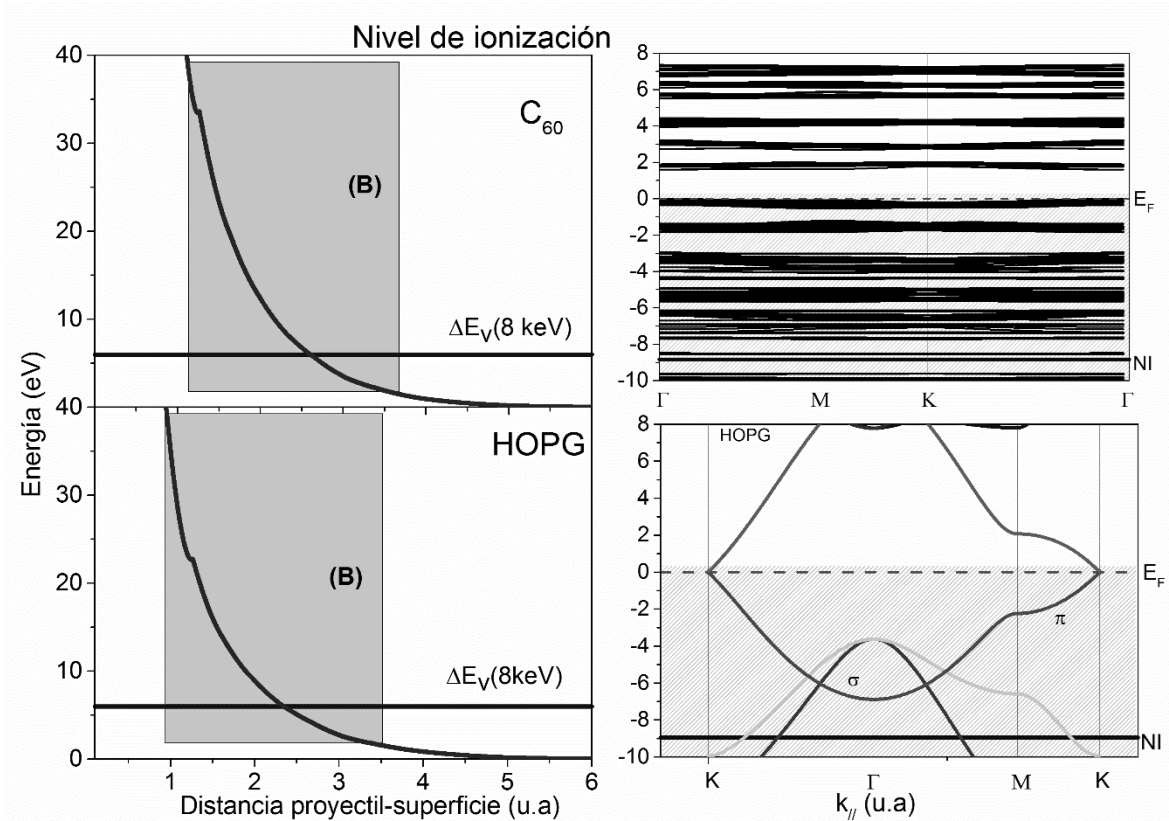 Nivel de ionización
40
30
20
10
0
C60
(B)
ΔEV(8 keV)
40
30
20
10
0
HOPG
(B)
ΔEV(8keV)
1 2 3 4 5 6
Energía (eV)
Distancia proyectil-superficie (u.a)
8
6
4
2
0
-2
-4
-6
-8
-10
EF
NI
Γ M K Γ
HOPG
8
6
4
2
0
-2
-4
-6
-8
-10
EF
π
σ
NI
K Γ M K
k// (u.a)